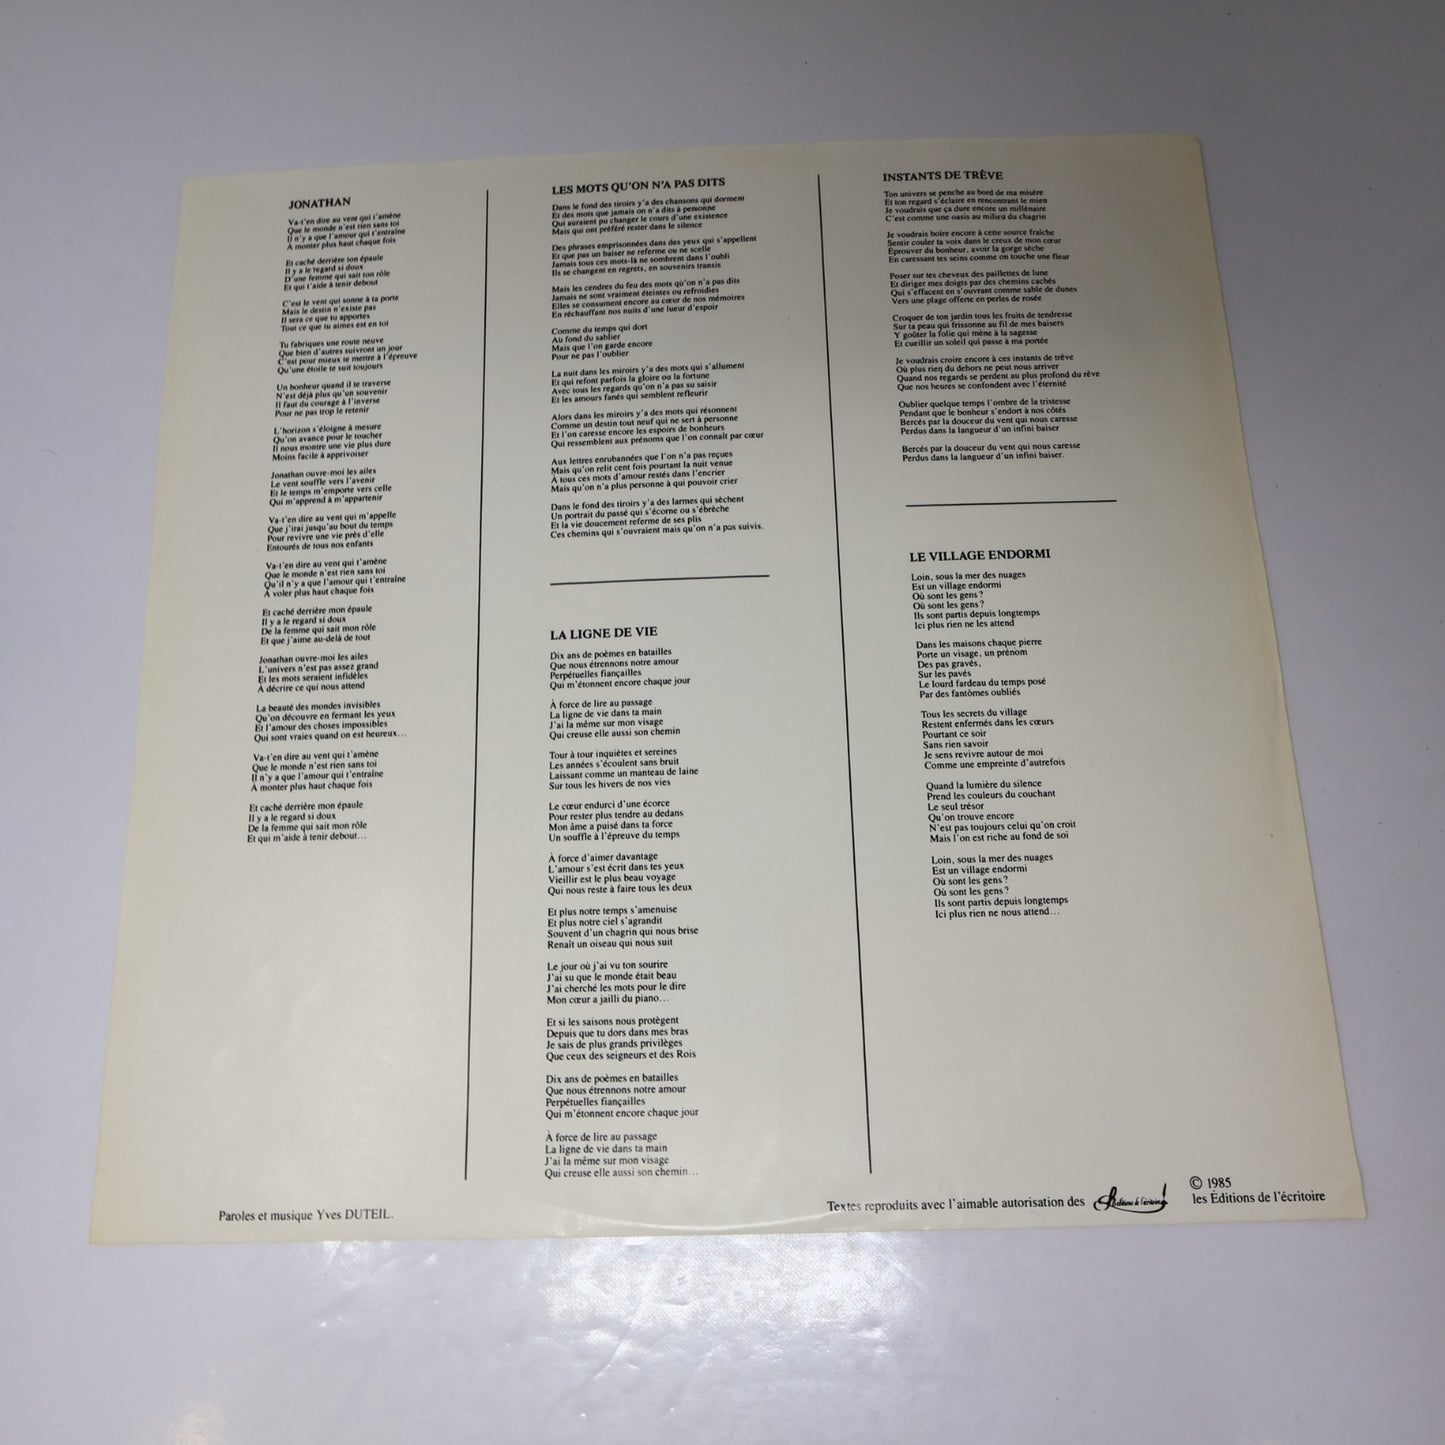 JONATHAN
Va-t'en dire au vent qui t'amène
Que le monde n'est rien sans toi
Il n'y a que l'amour qui t'entraîne
A monter plus haut chaque fois
Et caché derrière ton épaule
Il y a le regard si doux
D'une femme qui sait ton rôle
Et qui t'aide à tenir debout
C'est le vent qui sonne à ta porte
Mais le destin n'existe pas
Il sera ce que tu apportes
Tout ce que tu aimes est en toi
Tu fabriques une route neuve
Que bien d'autres suivront un jour
C'est pour mieux te mettre à l'épreuve
Qu'une étoile te suit toujours
Un bonheur quand il te traverse
N'est déjà plus qu'un souvenir
Il faut du courage à l'inverse
Pour ne pas trop le retenir
L'horizon s'éloigne à mesure
Qu'on avance pour le toucher
Il nous montre une vie plus dure
Moins facile à apprivoiser
Jonathan ouvre-moi les ailes
Le vent souffle vers l'avenir
Et le temps m'emporte vers celle
Qui m'apprend à m'appartenir
Va-t'en dire au vent qui m'appelle
Que j'irai jusqu'au bout du temps
Pour revivre une vie près d'elle
Entourés de tous nos enfants
Va-t'en dire au vent qui t'amène
Que le monde n'est rien sans toi
Qu'il n'y a que l'amour qui t'entraîne
A voler plus haut chaque fois
Et caché derrière mon épaule
Il y a le regard si doux
De la femme qui sait mon rôle
Et que j'aime au-delà de tout
Jonathan ouvre-moi les ailes
L'univers n'est pas assez grand
Et les mots seraient infidèles
A décrire ce qui nous attend
La beauté des mondes invisibles
Qu'on découvre en fermant les yeux
Et l'amour des choses impossibles
Qui sont vraies quand on est heureux...
Va-t'en dire au vent qui t'amène
Que le monde n'est rien sans toi
Il n'y a que l'amour qui t'entraîne
A monter plus haut chaque fois
Et caché derrière mon épaule
Il y a le regard si doux
De la femme qui sait mon rôle
Et qui m'aide à tenir debout...
LES MOTS QU'ON N'A PAS DITS
Dans le fond des tiroirs y'a des chansons qui dorment
Et des mots que jamais on n'a dits à personne
Qui auraient pu changer le cours d'une existence
Mais qui ont préféré rester dans le silence
Des phrases emprisonnées dans des yeux qui s'appellent
Et que pas un baiser ne referme ou ne scelle
Jamais tous ces mots-là ne sombrent dans l'oubli
Ils se changent en regrets, en souvenirs transis
Mais les cendres du feu des mots qu'on n'a pas dits
Jamais ne sont vraiment éteintes ou refroidies
Elles se consument encore au cœur de nos mémoires
En réchauffant nos nuits d'une lueur d'espoir
Comme du temps qui dort
Au fond du sablier
Mais que l'on garde encore
Pour ne pas l'oublier
La nuit dans les miroirs y'a des mots qui s'allument
Et qui refont parfois la gloire ou la fortune
Avec tous les regards qu'on n'a pas su saisir
Et les amours fanés qui semblent refleurir
Alors dans les miroirs y'a des mots qui résonnent
Comme un destin tout neuf qui ne sert à personne
Et l'on caresse encore les espoirs de bonheurs
Qui ressemblent aux prénoms que l'on connaît par cœur
Aux lettres enrubannées que l'on n'a pas reçues
Mais qu'on relit cent fois pourtant la nuit venue
A tous ces mots d'amour restés dans l'encrier
Mais qu'on n'a plus personne à qui pouvoir crier
Dans le fond des tiroirs y'a des larmes qui sèchent
Un portrait du passé qui s'écorne ou s'ébrèche
Et la vie doucement referme de ses plis
Ces chemins qui s'ouvraient mais qu'on n'a pas suivis.
LA LIGNE DE VIE
Dix ans de poèmes en batailles
Que nous étrennons notre amour
Perpétuelles fiançailles
Qui m'étonnent encore chaque jour
À force de lire au passage
La ligne de vie dans ta main
J'ai la même sur mon visage
Qui creuse elle aussi son chemin
Tour à tour inquiètes et sereines
Les années s'écoulent sans bruit
Laissant comme un manteau de laine
Sur tous les hivers de nos vies
Le cœur endurci d'une écorce
Pour rester plus tendre au dedans
Mon âme a puisé dans ta force
Un souffle à l'épreuve du temps
À force d'aimer davantage
L'amour s'est écrit dans tes yeux
Vieillir est le plus beau voyage
Qui nous reste à faire tous les deux
Et plus notre temps s'amenuise
Et plus notre ciel s'agrandit
Souvent d'un chagrin qui nous brise
Renaît un oiseau qui nous suit
Le jour où j'ai vu ton sourire
J'ai su que le monde était beau
J'ai cherché les mots pour le dire
Mon cœur a jailli du piano...
Et si les saisons nous protègent
Depuis que tu dors dans mes bras
Je sais de plus grands privilèges
Que ceux des seigneurs et des Rois
Dix ans de poèmes en batailles
Que nous étrennons notre amour
Perpétuelles fiançailles
Qui m'étonnent encore chaque jour
À force de lire au passage
La ligne de vie dans ta main
J'ai la même sur mon visage
Qui creuse elle aussi son chemin...
INSTANTS DE TRÊVE
Ton univers se penche au bord de ma misère
Et ton regard s'éclaire en rencontrant le mien
Je voudrais que ça dure encore un millénaire
C'est comme une oasis au milieu du chagrin
Je voudrais boire encore à cette source fraîche
Sentir couler ta voix dans le creux de mon cœur
Éprouver du bonheur, avoir la gorge sèche
En caressant tes seins comme on touche une fleur
Poser sur tes cheveux des paillettes de lune
Et diriger mes doigts par des chemins cachés
Qui s'effacent en s'ouvrant comme sable de dunes
Vers une plage offerte en perles de rosée
Croquer de ton jardin tous les fruits de tendresse
Sur ta peau qui frissonne au fil de mes baisers
Y goûter la folie qui mène à la sagesse
Et cueillir un soleil qui passe à ma portée
Je voudrais croire encore à ces instants de trêve
Où plus rien du dehors ne peut nous arriver
Quand nos regards se perdent au plus profond du rêve
Que nos heures se confondent avec l'éternité
Oublier quelque temps l'ombre de la tristesse
Pendant que le bonheur s'endort à nos côtés
Bercés par la douceur du vent qui nous caresse
Perdus dans la langueur d'un infini baiser
Bercés par la douceur du vent qui nous caresse
Perdus dans la langueur d'un infini baiser.
LE VILLAGE ENDORMI
Loin, sous la mer des nuages
Est un village endormi
Où sont les gens?
Où sont les gens?
Ils sont partis depuis longtemps
Ici plus rien ne les attend
Dans les maisons chaque pierre
Porte un visage, un prénom
Des pas gravés,
Sur les pavés
Le lourd fardeau du temps posé
Par des fantômes oubliés
Tous les secrets du village
Restent enfermés dans les cœurs
Pourtant ce soir
Sans rien savoir
Je sens revivre autour de moi
Comme une empreinte d'autrefois
Quand la lumière du silence
Prend les couleurs du couchant
Le seul trésor
Qu'on trouve encore
N'est pas toujours celui qu'on croit
Mais l'on est riche au fond de soi
Loin, sous la mer des nuages
Est un village endormi
Où sont les gens?
Où sont les gens?
Ils sont partis depuis longtemps
Ici plus rien ne nous attend...
Paroles et musique Yves DUTEIL.
Textes reproduits avec l'aimable autorisation des Editions de l'écritoire
© 1985
les Éditions de l'écritoire